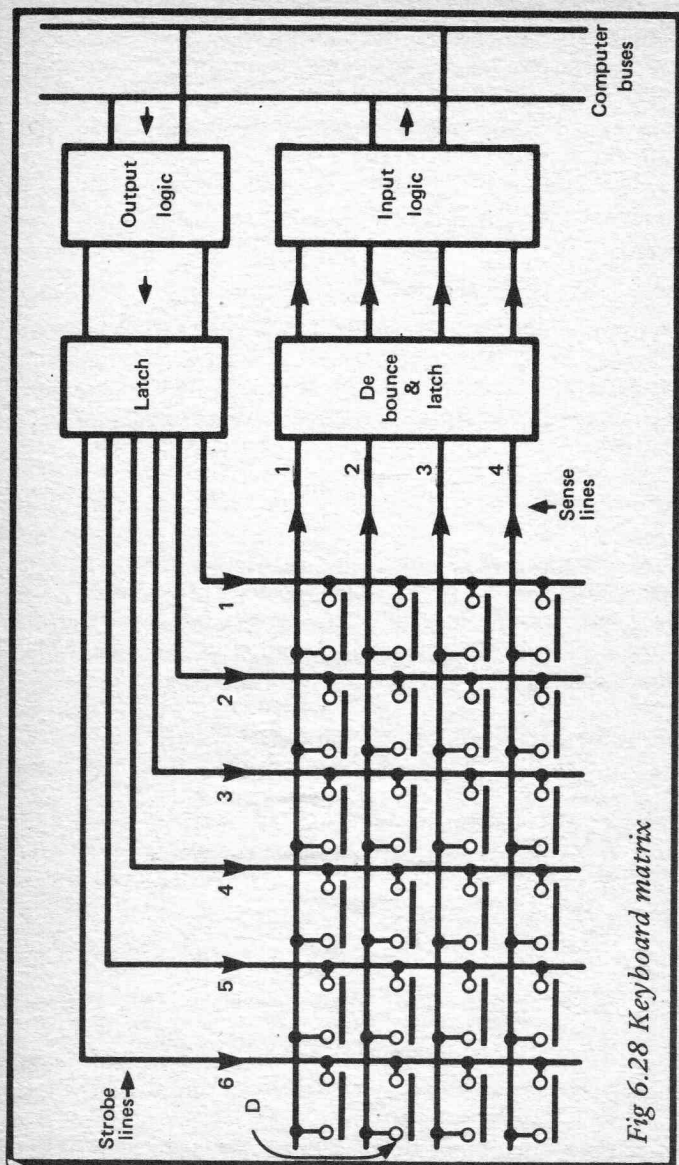 Strobe
lines
Latch
Output
logic
6
5
4
3
2
1
D
1
2
3
4
Sense
lines
De
bounce
&
latch
Input
logic
Computer
buses
Fig 6.28 Keyboard matrix